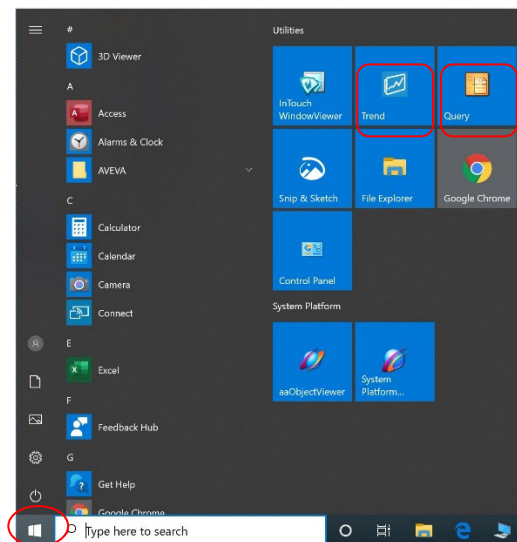 #
3D Viewer
A
Access
Alarms & Clock
AVEVA
C
Calculator
Calendar
Camera
Connect
E
Excel
F
Feedback Hub
G
Get Help
Google Chrome
Utilities
InTouch
WindowViewer
Trend
Query
Snip & Sketch
File Explorer
Google Chrome
Control Panel
System Platform
aaObjectViewer
System
Platform...
Type here to search